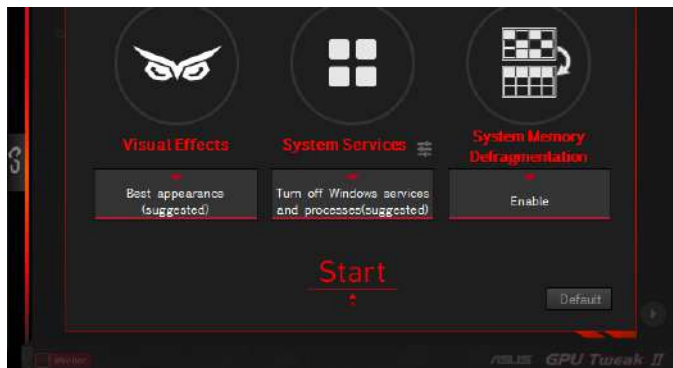 Visual Effects
System Services
System Memory
Defragmentation
Best appearance
(suggested)
Turn off Windows services
and processes(suggested)
Enable
Start
Default
ASUS GPU Tweak II